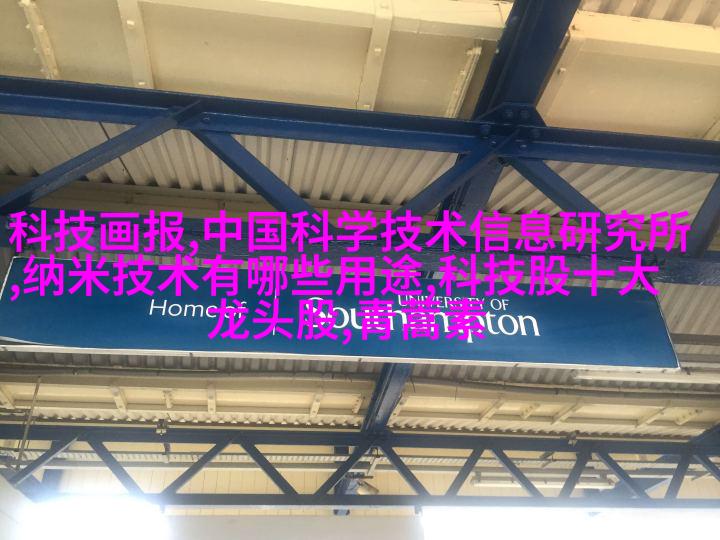 科技画报,中国科学技术信息研究所
,纳米技术有哪些用途,科技股十大
龙头股,青蒿素
Home of
UNIVERSITY OF
Southampton